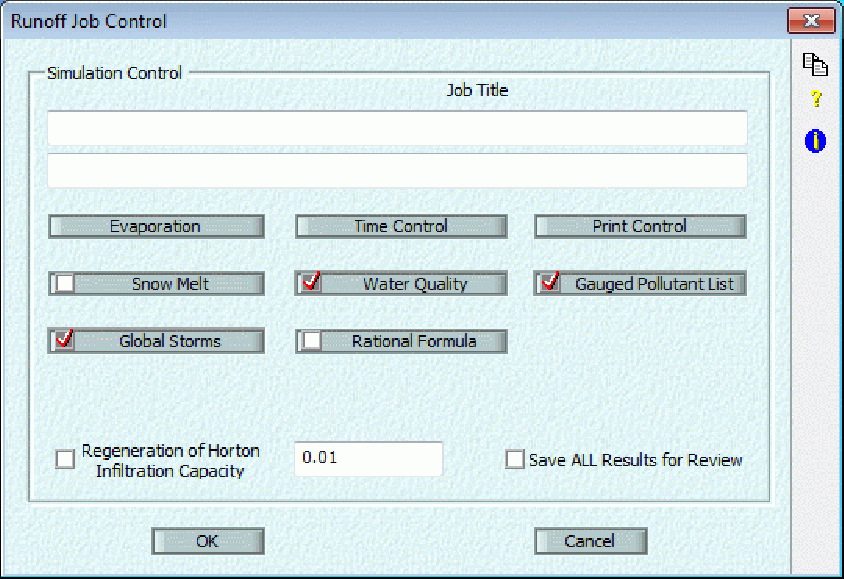 Runoff Job Control
Simulation Control
Job Title
Evaporation
Time Control
Print Control
Snow Melt
Water Quality
Gauged Pollutant List
Global Storms
Rational Formula
Regeneration of Horton
Infiltration Capacity
0.01
Save ALL Results for Review
OK
Cancel